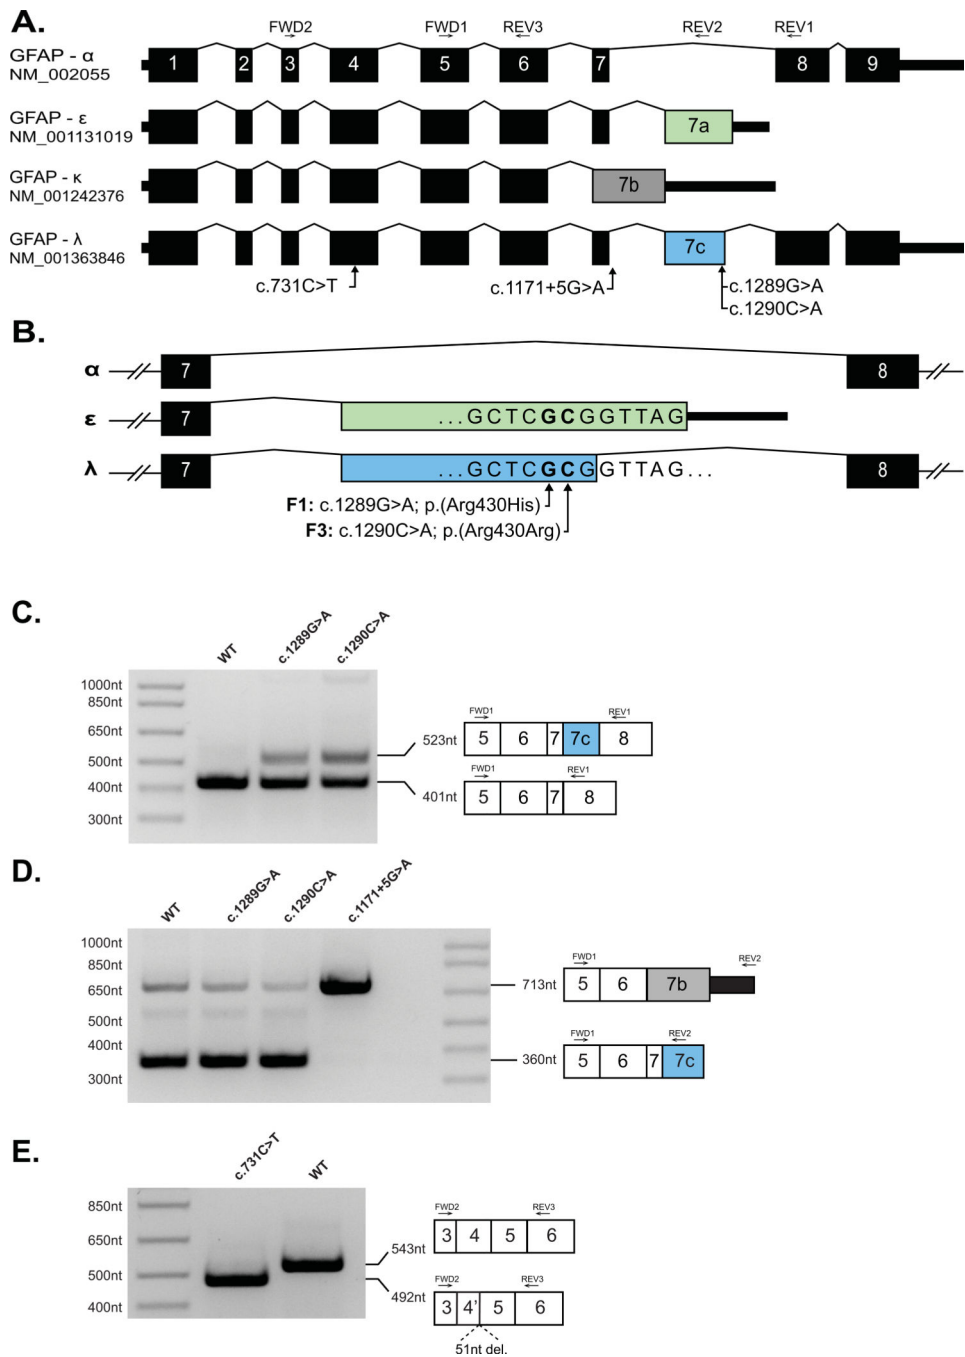 A.
FWD2 FWD1 REV3 REV2 REV1
GFAP - α
NM_002055
1 2 3 4 5 6 7 8 9
GFAP - ε
NM_001131019
7a
GFAP - κ
NM_001242376
7b
GFAP - λ
NM_001363846
7c
c.731C>T
c.1171+5G>A
c.1289G>A
c.1290C>A
B.
α 7 8
ε 7 ...GCTCGCGGTTAG
λ 7 ...GCTCGCGGTTAG... 8
F1: c.1289G>A; p.(Arg430His)
F3: c.1290C>A; p.(Arg430Arg)
C.
WT c.1289G>A c.1290C>A
1000nt
850nt
650nt
500nt
400nt
300nt
523nt
FWD1 REV1
5 6 7 7c 8
401nt
FWD1 REV1
5 6 7 8
D.
WT c.1289G>A c.1290C>A c.1171+5G>A
1000nt
850nt
650nt
500nt
400nt
300nt
713nt
FWD1 REV2
5 6 7b
360nt
FWD1 REV2
5 6 7 7c
E.
c.731C>T WT
850nt
650nt
500nt
400nt
543nt
FWD2 REV3
3 4 5 6
492nt
FWD2 REV3
3 4' 5 6
51nt del.